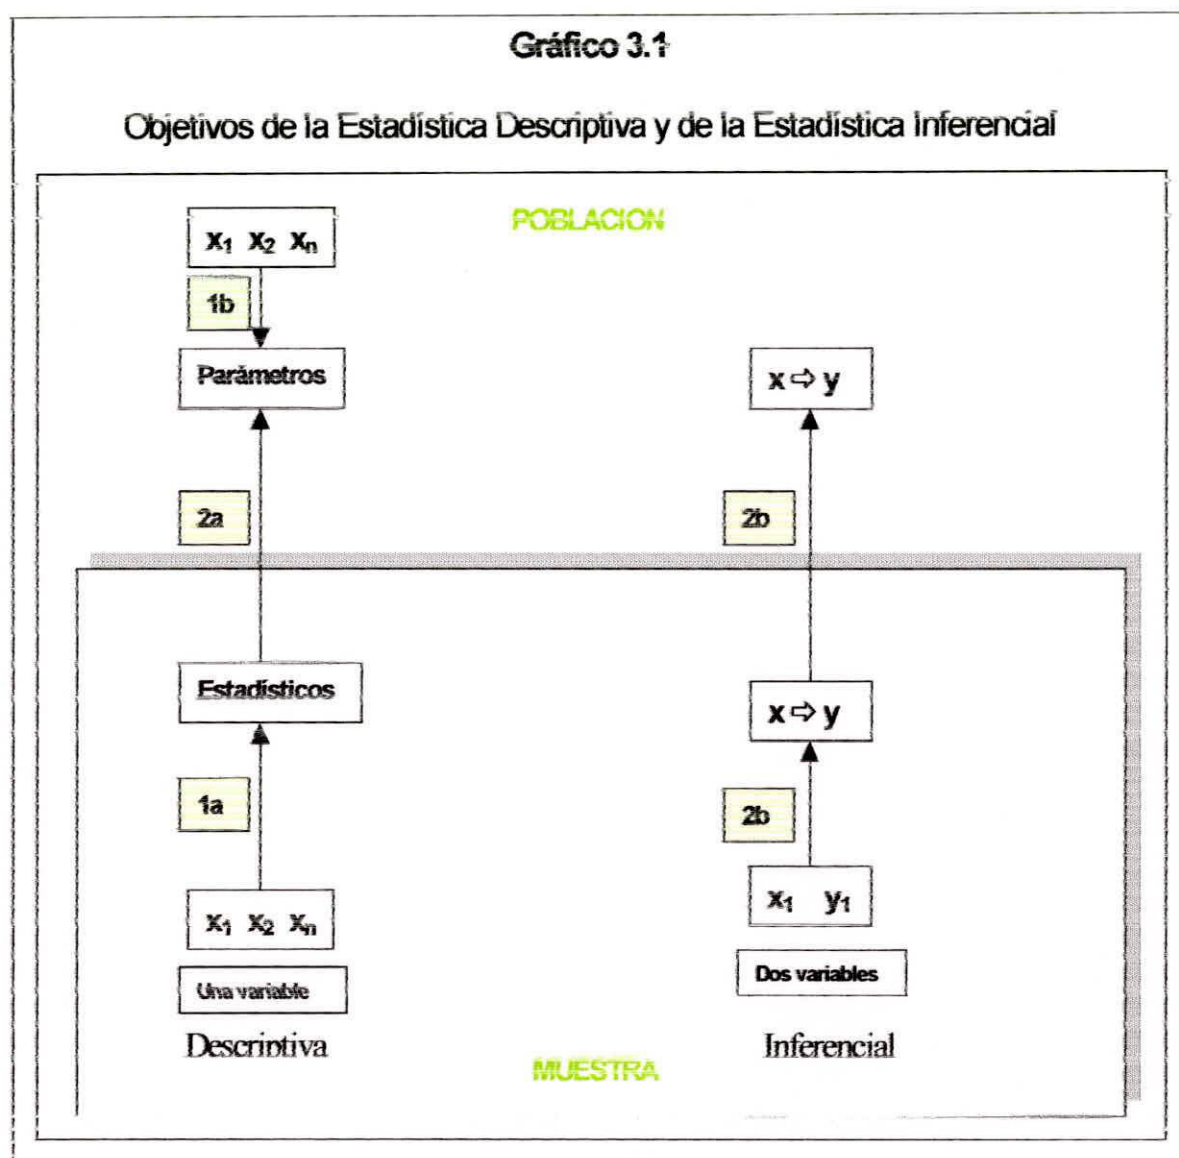 Gráfico 3.1
Objetivos de la Estadística Descriptiva y de la Estadística Inferencial
POBLACION
x₁ x₂ xₙ
1b
Parámetros
x ⇨ y
2a
2b
Estadísticos
x ⇨ y
1a
2b
x₁ x₂ xₙ
x₁ y₁
Una variable
Dos variables
Descriptiva
Inferencial
MUESTRA